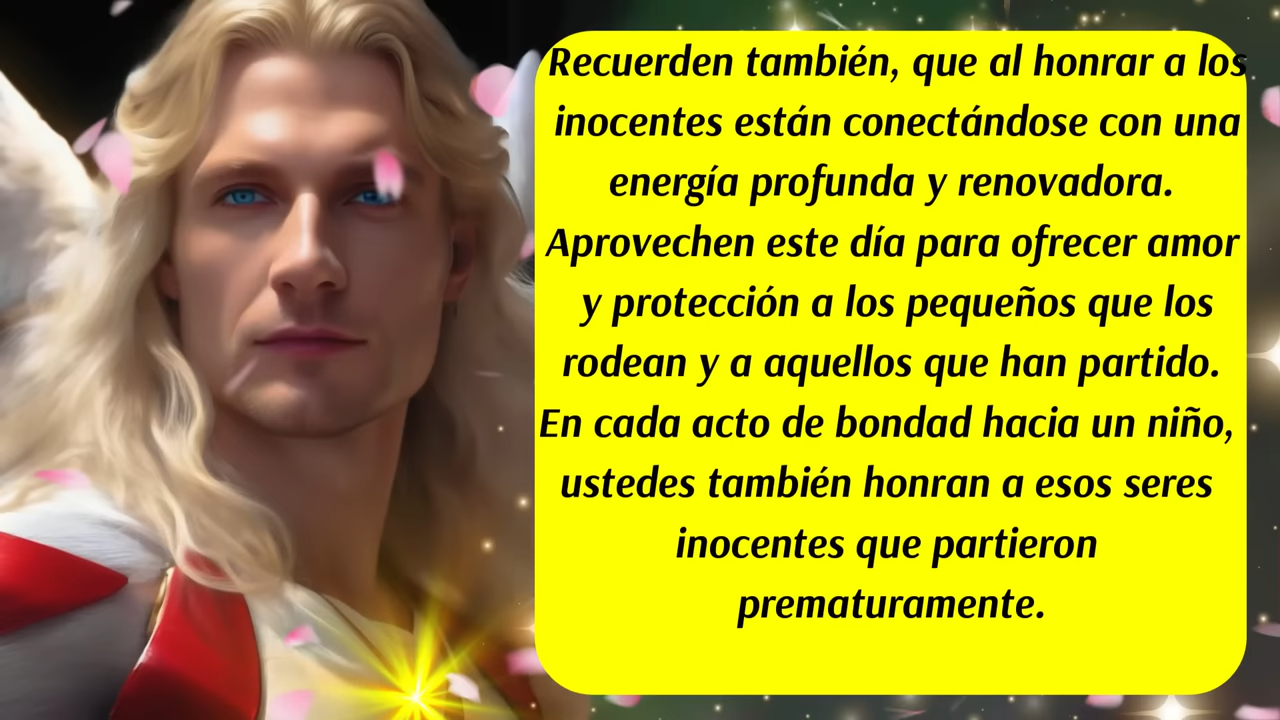 Recuerden también, que al honrar a los
inocentes están conectándose con una
energía profunda y renovadora.
Aprovechen este día para ofrecer amor
y protección a los pequeños que los
rodean y a aquellos que han partido.
En cada acto de bondad hacia un niño,
ustedes también honran a esos seres
inocentes que partieron
prematuramente.